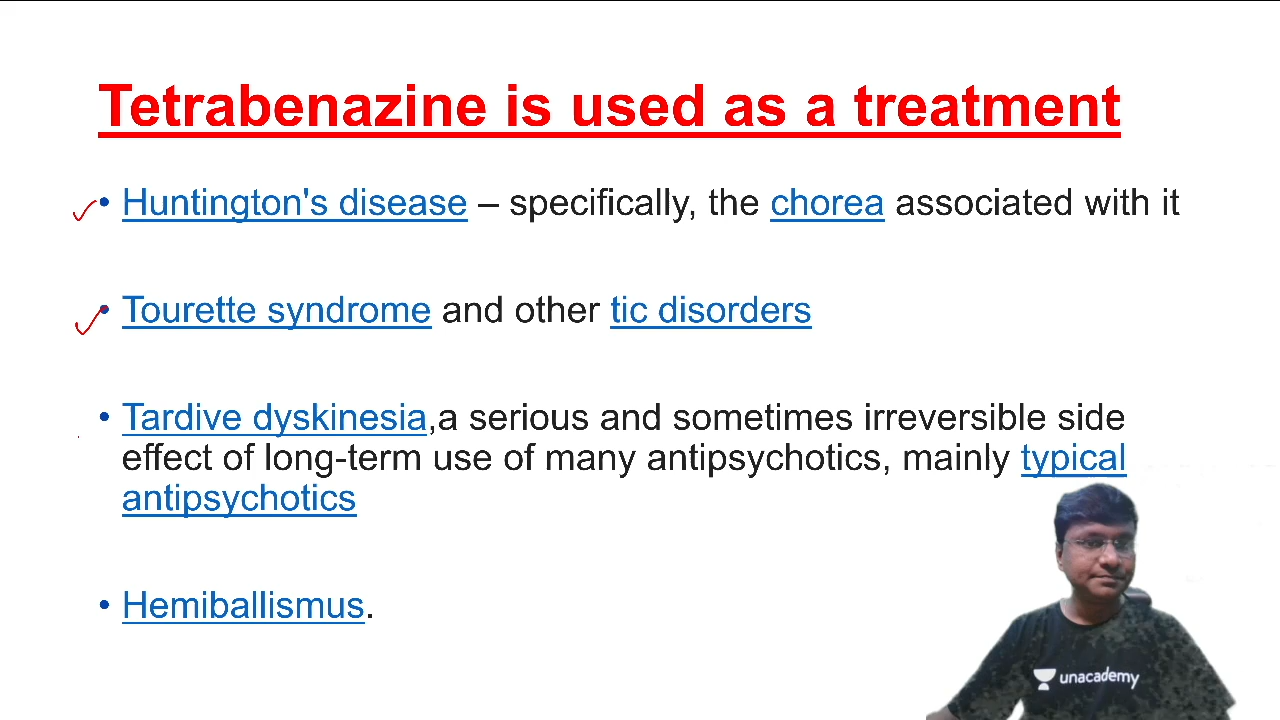 Tetrabenazine is used as a treatment
• Huntington's disease – specifically, the chorea associated with it
• Tourette syndrome and other tic disorders
• Tardive dyskinesia,a serious and sometimes irreversible side
effect of long-term use of many antipsychotics, mainly typical
antipsychotics
• Hemiballismus.
unacademy